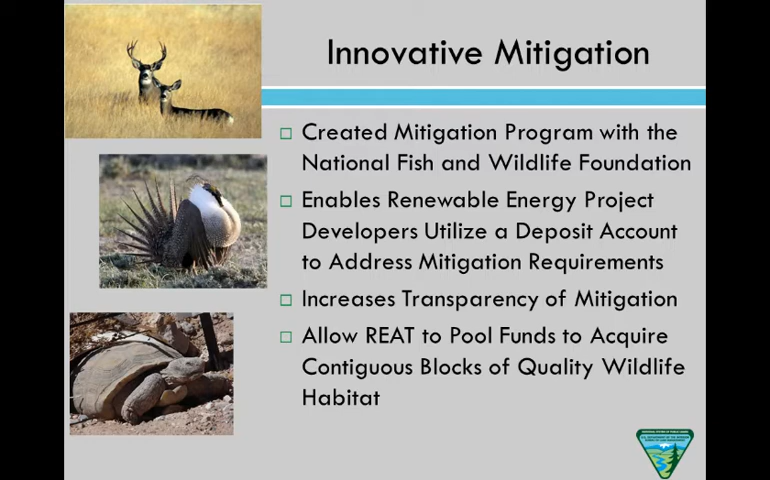 Innovative Mitigation
Created Mitigation Program with the
National Fish and Wildlife Foundation
Enables Renewable Energy Project
Developers Utilize a Deposit Account
to Address Mitigation Requirements
Increases Transparency of Mitigation
Allow REAT to Pool Funds to Acquire
Contiguous Blocks of Quality Wildlife
Habitat